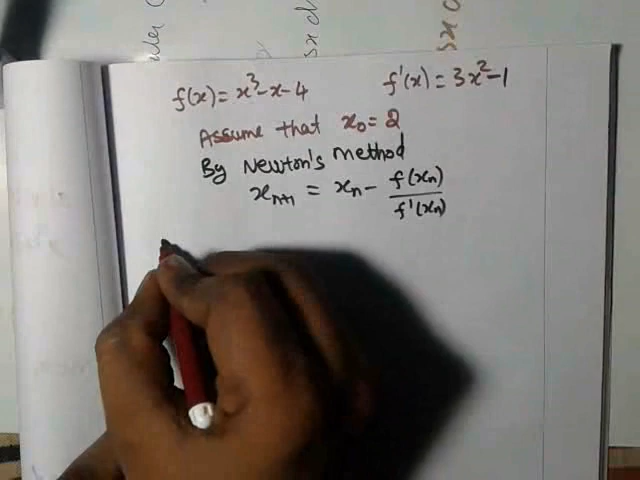 f(x) = x³-x-4 f'(x) = 3x²-1
Assume that x₀ = 2
By Newton's method
xₙ₊₁ = xₙ - f(xₙ)/f'(xₙ)